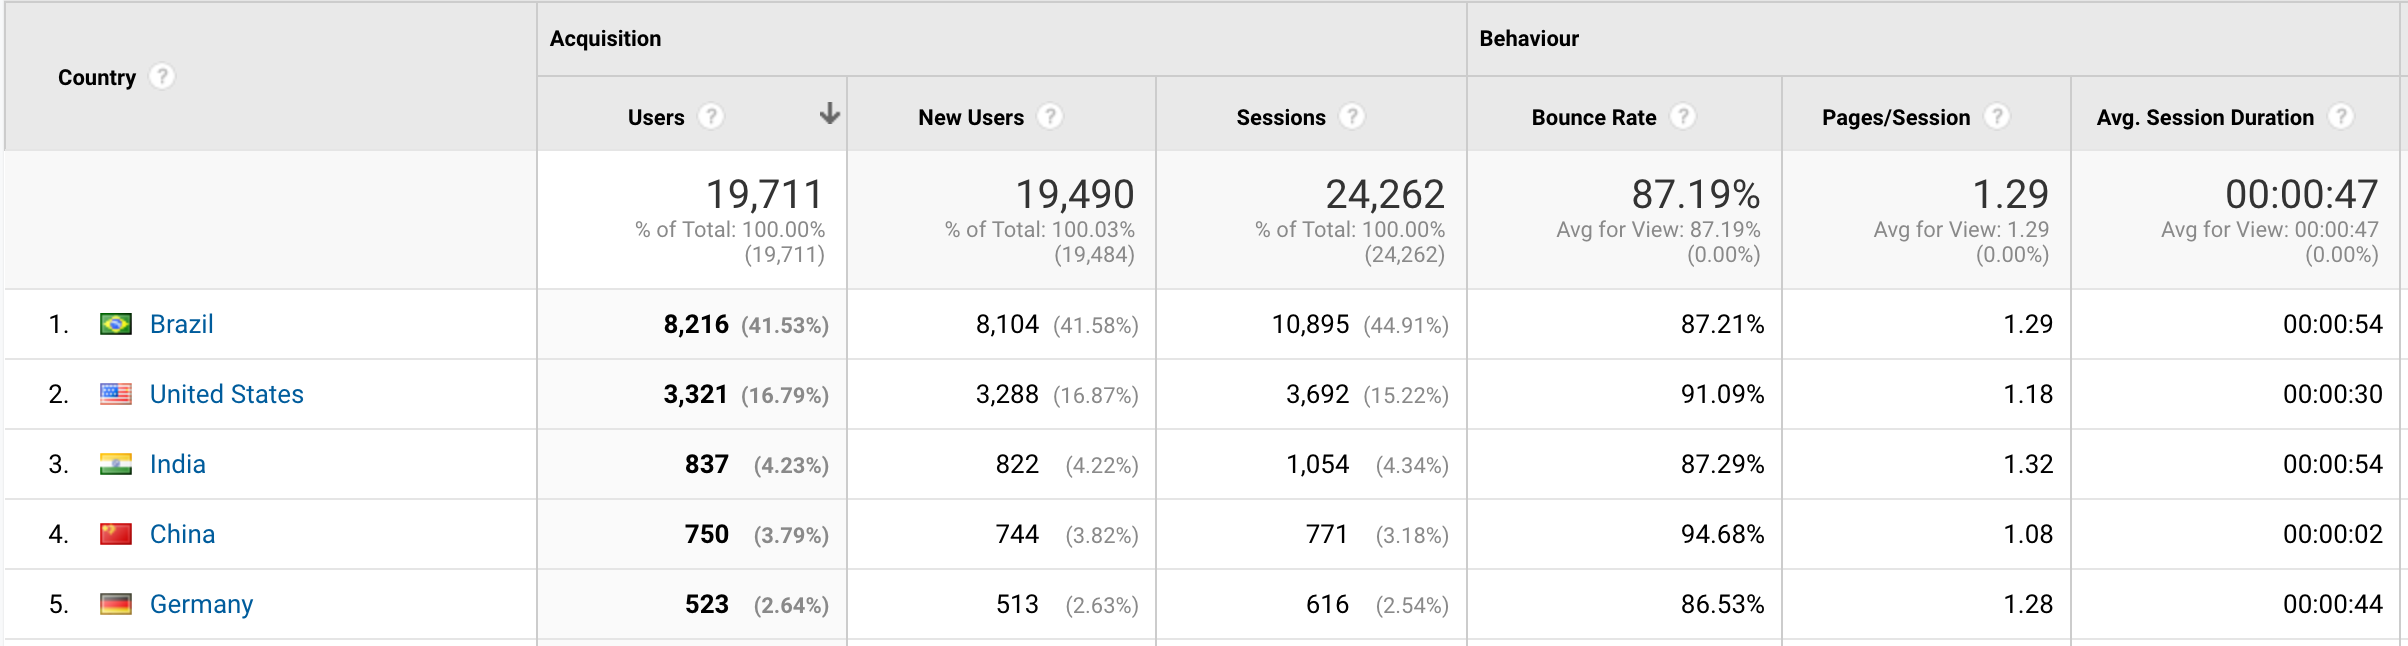 Country ?
Acquisition
Behaviour
Users ?
New Users ?
Sessions ?
Bounce Rate ?
Pages/Session ?
Avg. Session Duration ?
19,711
% of Total: 100.00%
(19,711)
19,490
% of Total: 100.03%
(19,484)
24,262
% of Total: 100.00%
(24,262)
87.19%
Avg for View: 87.19%
(0.00%)
1.29
Avg for View: 1.29
(0.00%)
00:00:47
Avg for View: 00:00:47
(0.00%)
1. Brazil 8,216 (41.53%) 8,104 (41.58%) 10,895 (44.91%) 87.21% 1.29 00:00:54
2. United States 3,321 (16.79%) 3,288 (16.87%) 3,692 (15.22%) 91.09% 1.18 00:00:30
3. India 837 (4.23%) 822 (4.22%) 1,054 (4.34%) 87.29% 1.32 00:00:54
4. China 750 (3.79%) 744 (3.82%) 771 (3.18%) 94.68% 1.08 00:00:02
5. Germany 523 (2.64%) 513 (2.63%) 616 (2.54%) 86.53% 1.28 00:00:44